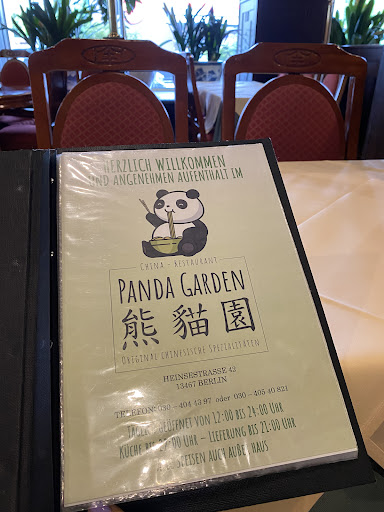 HERZLICH WILLKOMMEN
UND ANGENEHMEN AUFENTHALT IM
CHINA - RESTAURANT
PANDA GARDEN
熊貓園
ORIGINAL CHINESISCHE SPEZIALITÄTEN
HEINSESTRASSE 42
13467 BERLIN
TELEFON: 030 – 404 43 97 oder 030 – 405 40 821
TÄGLICH GEÖFFNET VON 12:00 BIS 24:00 UHR
KÜCHE BIS 23:00 UHR – LIEFERUNG BIS 21:00 UHR
SPEISEN AUCH AUßER HAUS